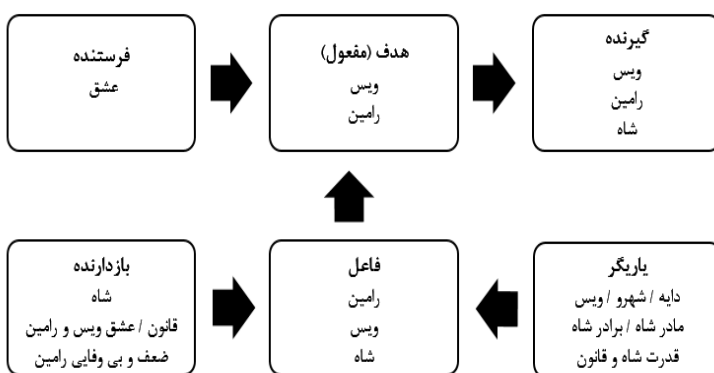 گیرنده
ویس
رامین
شاه
هدف (مفعول)
ویس
رامین
فرستنده
عشق
یاریگر
دایه / شهرو / ویس
مادر شاه / برادر شاه
قدرت شاه و قانون
فاعل
رامین
ویس
شاه
بازدارنده
شاه
قانون / عشق ویس و رامین
ضعف و بی وفایی رامین